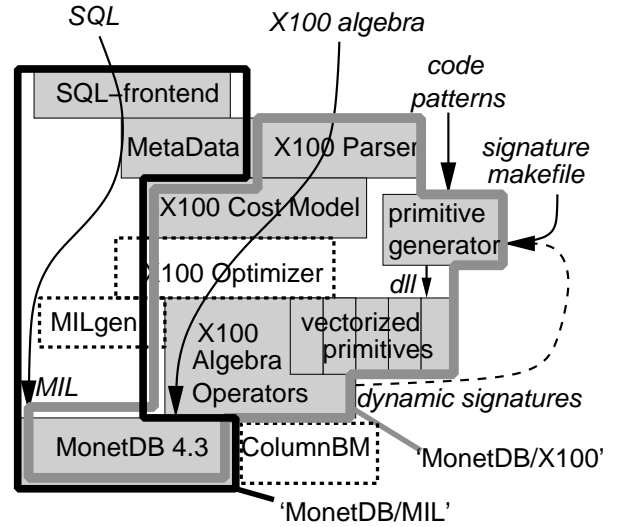 SQL
X100 algebra
SQL–frontend
code
patterns
MetaData
X100 Parser
signature
makefile
X100 Cost Model
primitive
generator
X100 Optimizer
dll
MILgen
X100
Algebra
Operators
vectorized
primitives
MIL
dynamic signatures
MonetDB 4.3
ColumnBM
'MonetDB/X100'
'MonetDB/MIL'